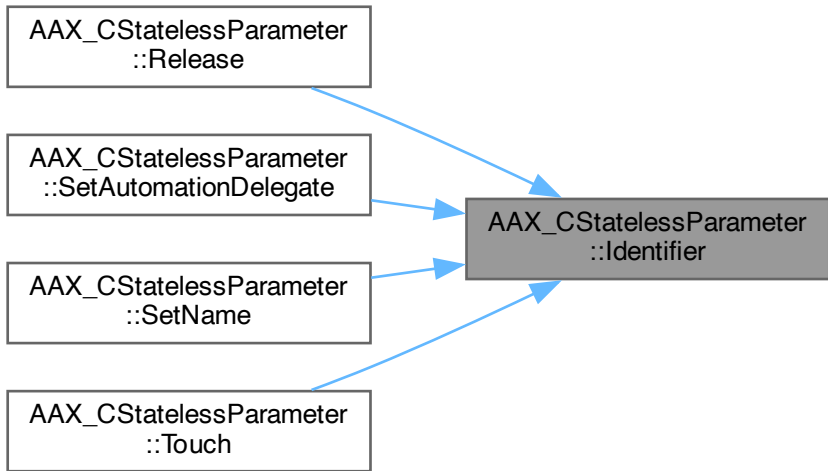 AAX_CStatelessParameter
::Release
AAX_CStatelessParameter
::SetAutomationDelegate
AAX_CStatelessParameter
::Identifier
AAX_CStatelessParameter
::SetName
AAX_CStatelessParameter
::Touch